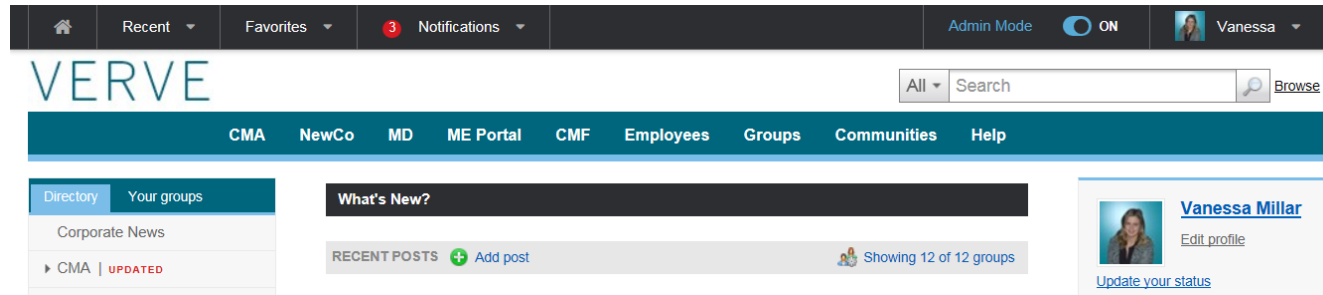 Recent Favorites 3 Notifications Admin Mode ON Vanessa
VERVE
All Search Browse
CMA NewCo MD ME Portal CMF Employees Groups Communities Help
Directory Your groups
Corporate News
CMA | UPDATED
What's New?
RECENT POSTS Add post Showing 12 of 12 groups
Vanessa Millar
Edit profile
Update your status